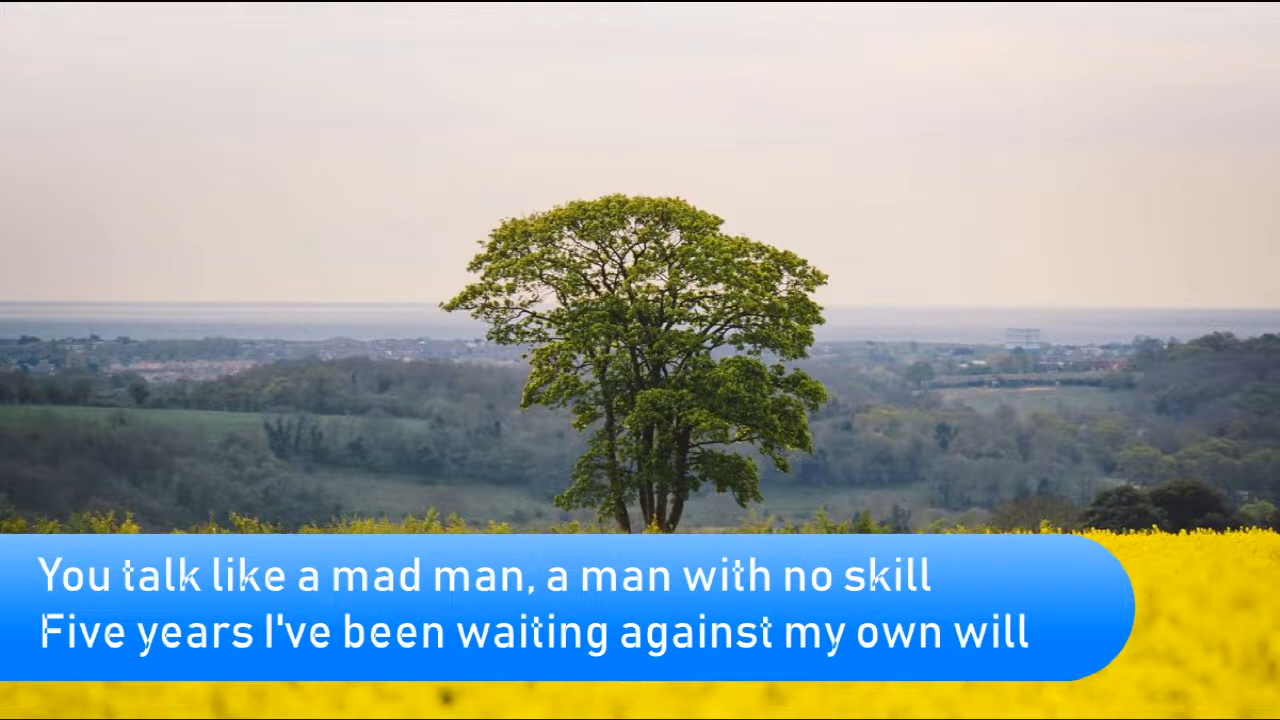 You talk like a mad man, a man with no skill
Five years I've been waiting against my own will